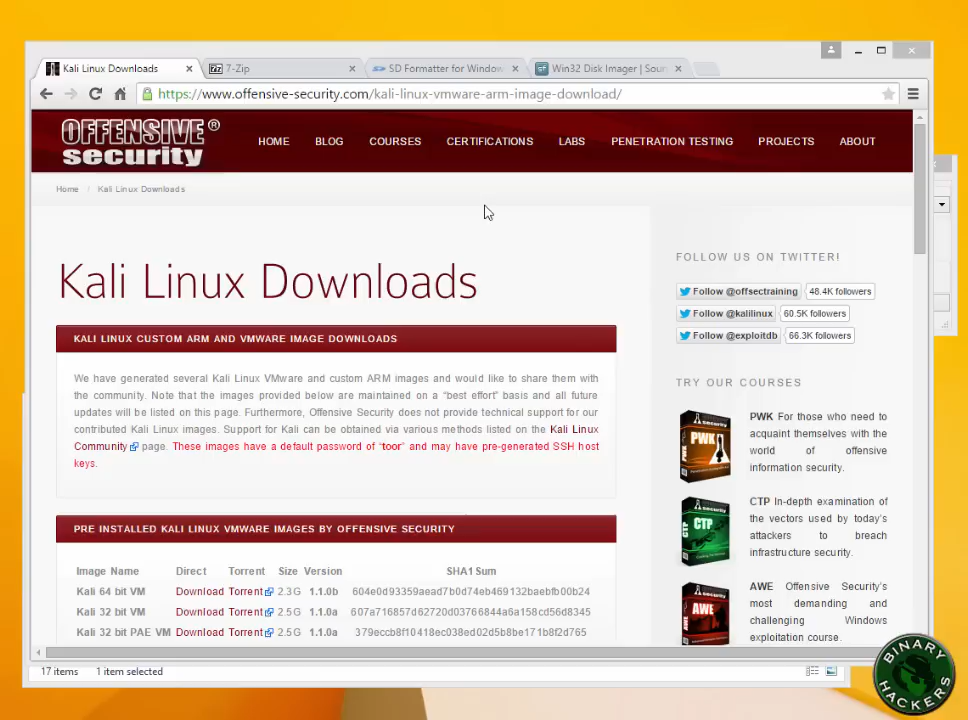 Kali Linux Downloads
7-Zip
SD Formatter for Window
Win32 Disk Imager | Sour
https://www.offensive-security.com/kali-linux-vmware-arm-image-download/
OFFENSIVE®
security
HOME BLOG COURSES CERTIFICATIONS LABS PENETRATION TESTING PROJECTS ABOUT
Home / Kali Linux Downloads
Kali Linux Downloads
KALI LINUX CUSTOM ARM AND VMWARE IMAGE DOWNLOADS
We have generated several Kali Linux VMware and custom ARM images and would like to share them with
the community. Note that the images provided below are maintained on a “best effort” basis and all future
updates will be listed on this page. Furthermore, Offensive Security does not provide technical support for our
contributed Kali Linux images. Support for Kali can be obtained via various methods listed on the Kali Linux
Community page. These images have a default password of “toor” and may have pre-generated SSH host
keys.
PRE INSTALLED KALI LINUX VMWARE IMAGES BY OFFENSIVE SECURITY
Image Name Direct Torrent Size Version SHA1Sum
Kali 64 bit VM Download Torrent 2.3G 1.1.0b 604e0d93359aead7b0d74eb469132baebfb00b24
Kali 32 bit VM Download Torrent 2.5G 1.1.0a 607a716857d62720d03766844a6a158cd56d8345
Kali 32 bit PAE VM Download Torrent 2.5G 1.1.0a 379eccb8f10418ec038ed02d5b8be171b8f2d765
FOLLOW US ON TWITTER!
Follow @offsectraining 48.4K followers
Follow @kalilinux 60.5K followers
Follow @exploitdb 66.3K followers
TRY OUR COURSES
PWK
PWK For those who need to
acquaint themselves with the
world of offensive
information security.
CTP
CTP In-depth examination of
the vectors used by today’s
attackers to breach
infrastructure security.
AWE
AWE Offensive Security’s
most demanding and
challenging Windows
exploitation course.
17 items 1 item selected
BINARY
HACKERS